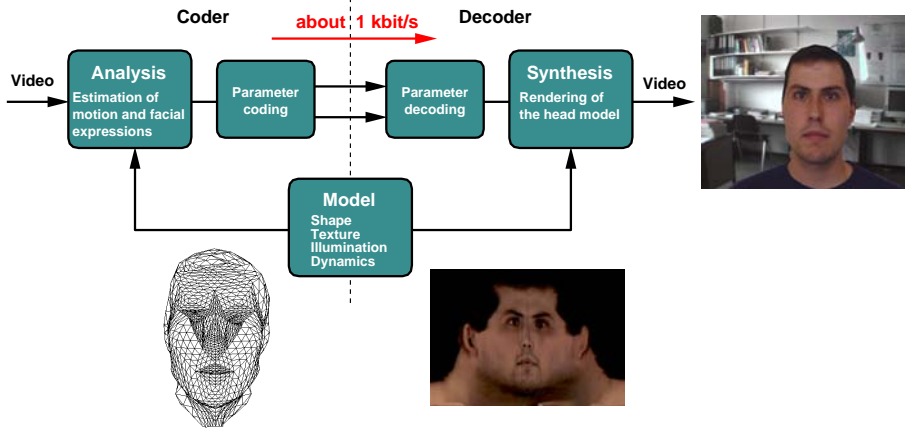 Coder
about 1 kbit/s
Decoder
Video
Analysis
Estimation of
motion and facial
expressions
Parameter
coding
Parameter
decoding
Synthesis
Rendering of
the head model
Video
Model
Shape
Texture
Illumination
Dynamics